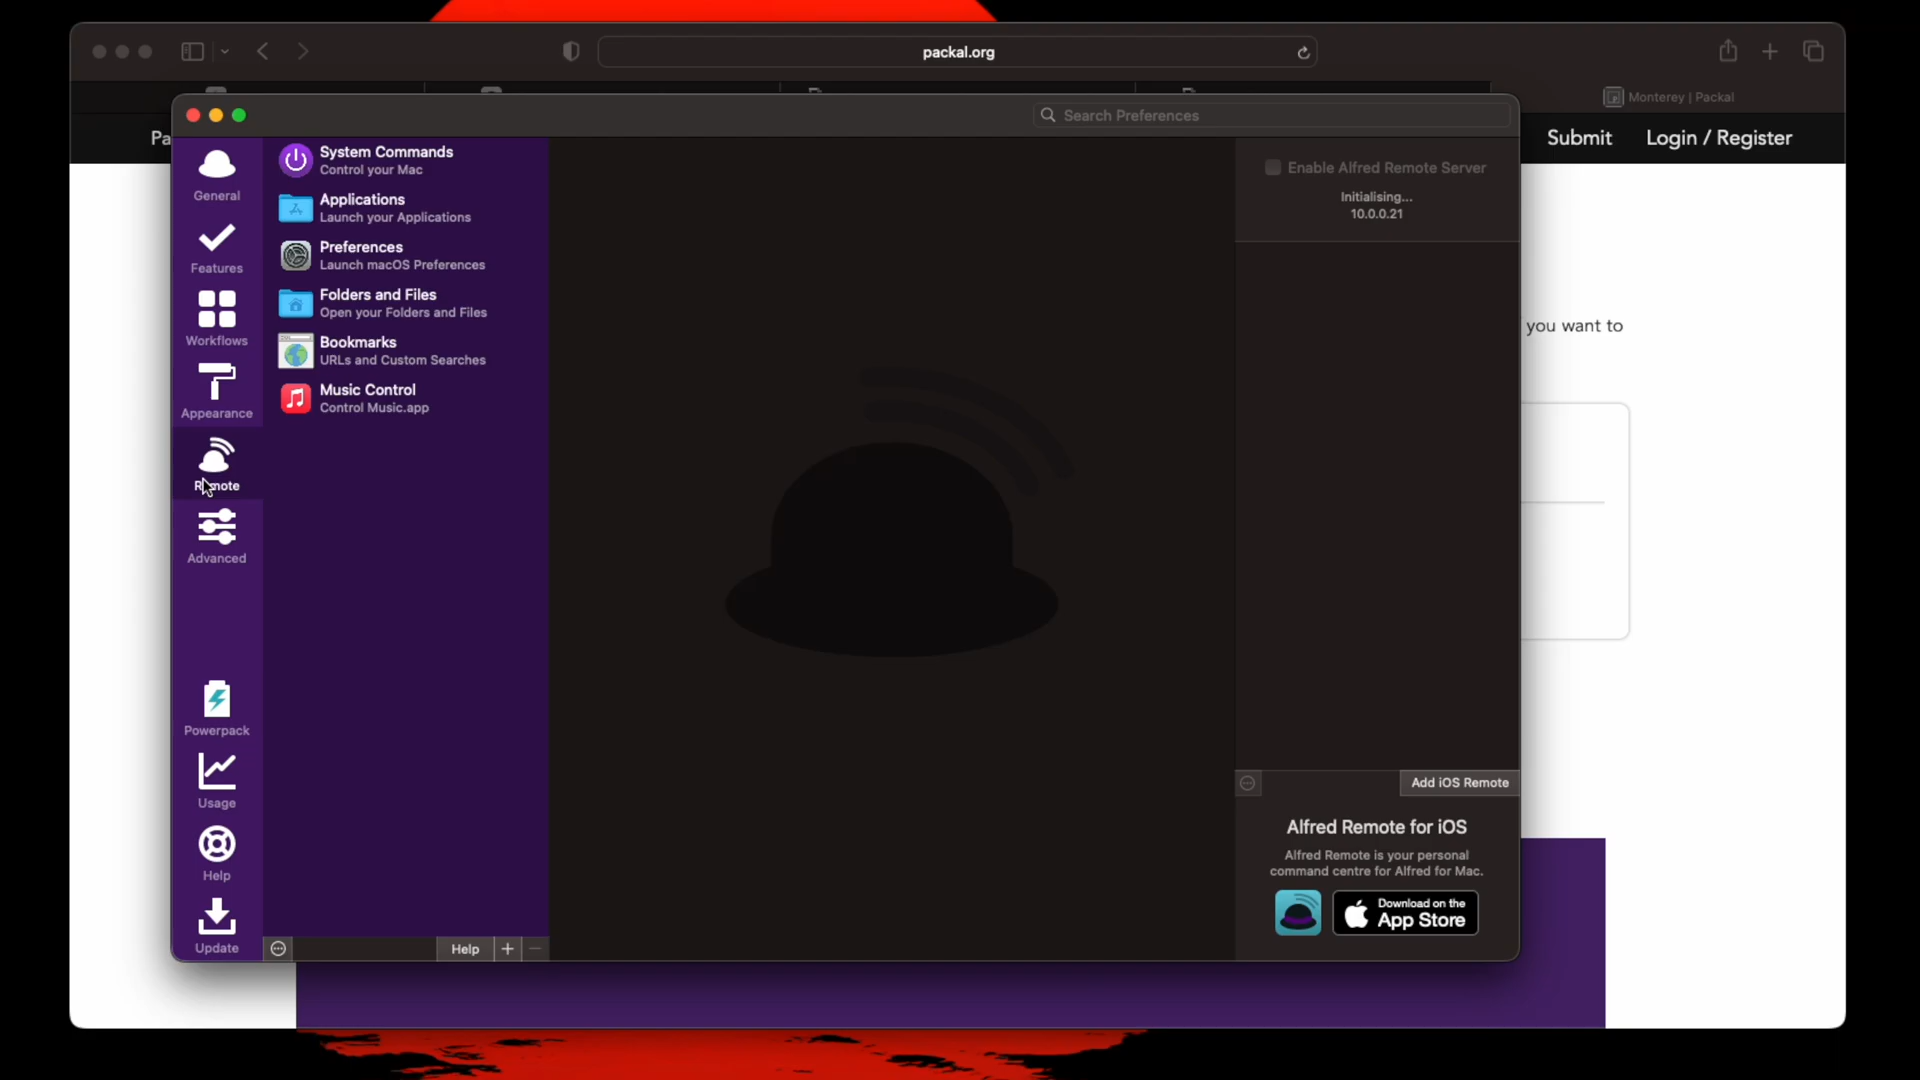 packal.org
Monterey | Packal
Pa
Submit
Login / Register
Search Preferences
General
Features
Workflows
Appearance
Remote
Advanced
Powerpack
Usage
Help
Update
System Commands
Control your Mac
Applications
Launch your Applications
Preferences
Launch macOS Preferences
Folders and Files
Open your Folders and Files
Bookmarks
URLs and Custom Searches
Music Control
Control Music.app
Help
Enable Alfred Remote Server
Initialising...
10.0.0.21
you want to
Add iOS Remote
Alfred Remote for iOS
Alfred Remote is your personal
command centre for Alfred for Mac.
Download on the
App Store